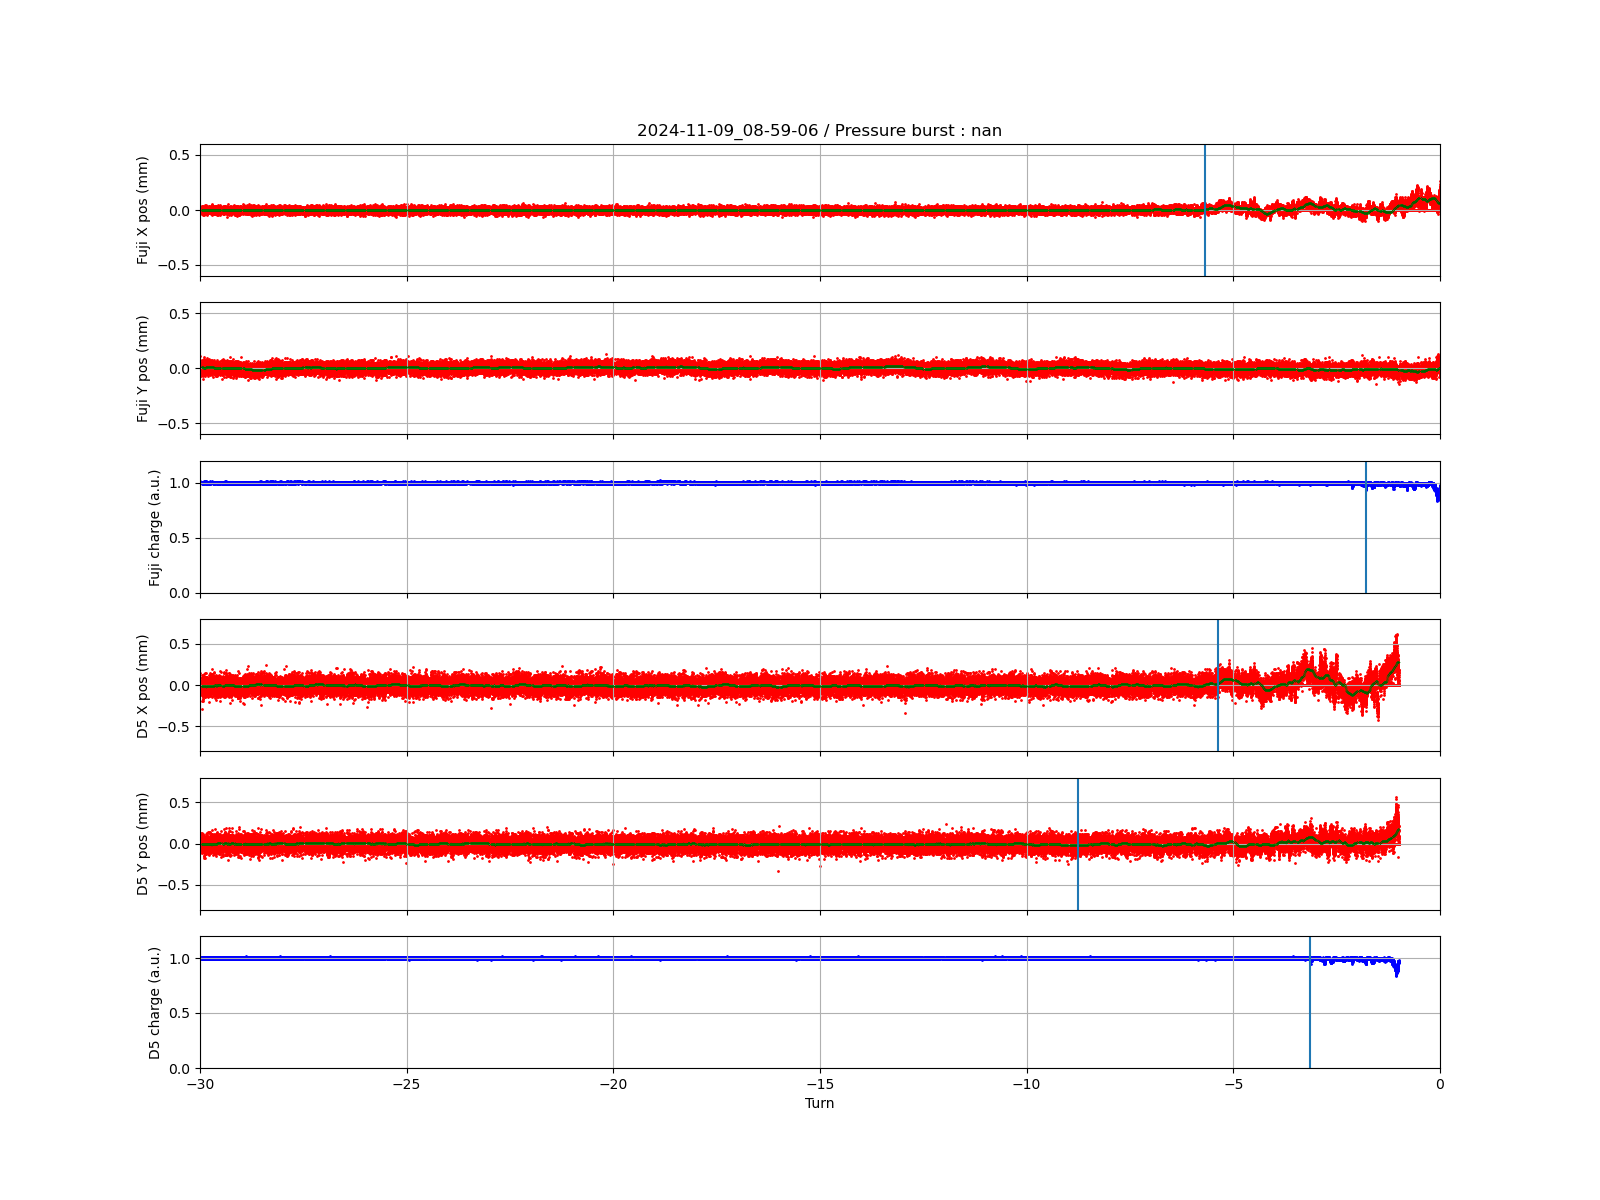 2024-11-09_08-59-06 / Pressure burst : nan
Fuji X pos (mm)
0.5
0.0
−0.5
Fuji Y pos (mm)
0.5
0.0
−0.5
Fuji charge (a.u.)
1.0
0.5
0.0
D5 X pos (mm)
0.5
0.0
−0.5
D5 Y pos (mm)
0.5
0.0
−0.5
D5 charge (a.u.)
1.0
0.5
0.0
−30 −25 −20 −15 −10 −5 0
Turn